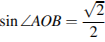 sin ∠AOB = √2/2